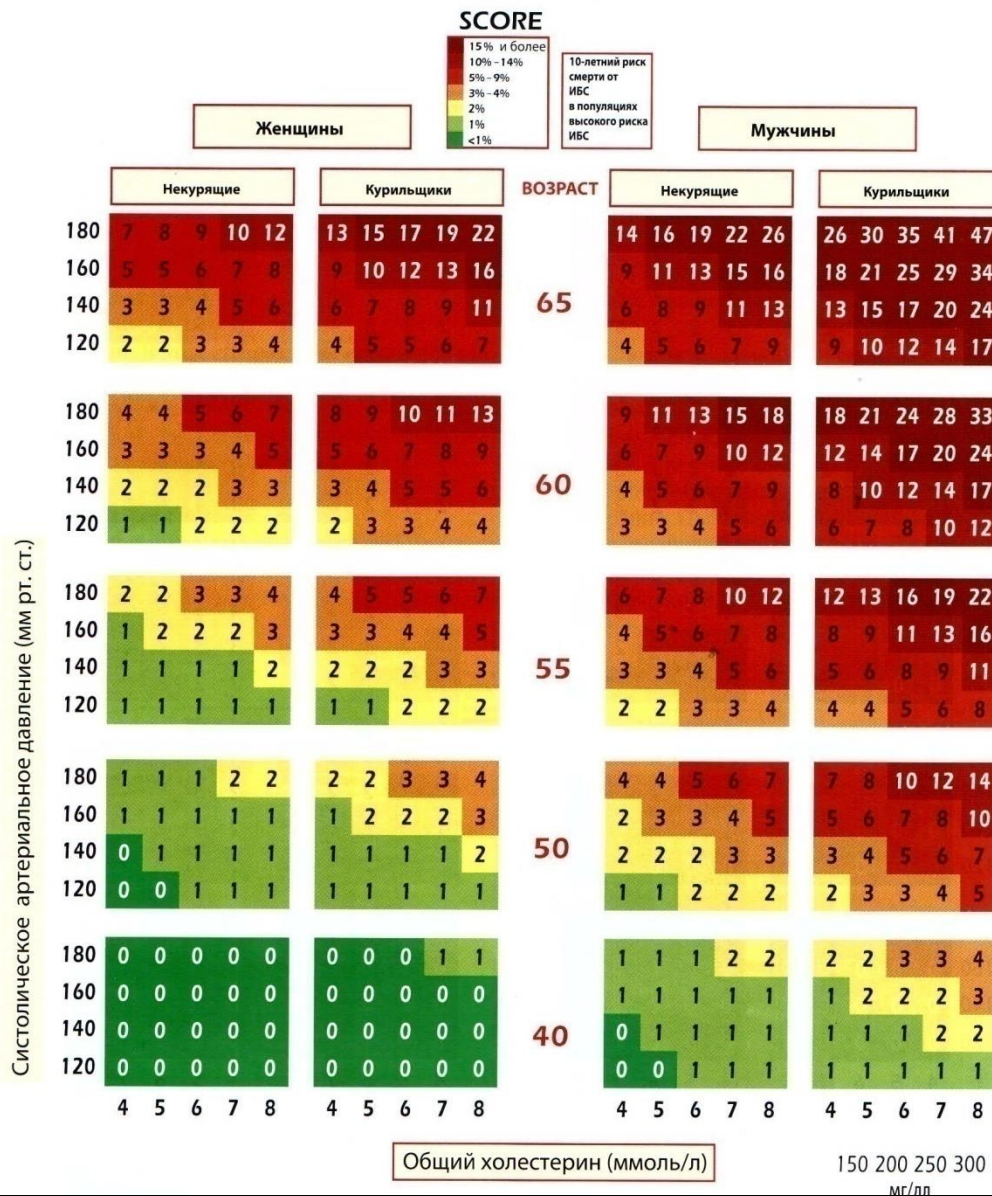 SCORE
15% и более
10%-14%
5%-9%
3%-4%
2%
1%
<1%
10-летний риск
смерти от
ИБС
в популяциях
высокого риска
ИБС
Женщины
Мужчины
Некурящие Курильщики ВОЗРАСТ Некурящие Курильщики
Систолическое артериальное давление (мм рт. ст.)
180 7 8 9 10 12 13 15 17 19 22 14 16 19 22 26 26 30 35 41 47
160 5 5 6 7 8 9 10 12 13 16 9 11 13 15 16 18 21 25 29 34
65
140 3 3 4 5 6 6 7 8 9 11 6 8 9 11 13 13 15 17 20 24
120 2 2 3 3 4 4 5 5 6 7 4 5 6 7 9 9 10 12 14 17
180 4 4 5 6 7 8 9 10 11 13 9 11 13 15 18 18 21 24 28 33
160 3 3 3 4 5 5 6 7 8 9 6 7 9 10 12 12 14 17 20 24
60
140 2 2 2 3 3 3 4 5 5 6 4 5 6 7 9 8 10 12 14 17
120 1 1 2 2 2 2 3 3 4 4 3 3 4 5 6 6 7 8 10 12
180 2 2 3 3 4 4 5 5 6 7 6 7 8 10 12 12 13 16 19 22
160 1 2 2 2 3 3 3 4 4 5 4 5 6 7 8 8 9 11 13 16
55
140 1 1 1 1 2 2 2 2 3 3 3 3 4 5 6 5 6 8 9 11
120 1 1 1 1 1 1 1 2 2 2 2 2 3 3 4 4 4 5 6 8
180 1 1 1 2 2 2 2 3 3 4 4 4 5 6 7 7 8 10 12 14
160 1 1 1 1 1 1 2 2 2 3 2 3 3 4 5 5 6 7 8 10
50
140 0 1 1 1 1 1 1 1 1 2 2 2 2 3 3 3 4 5 6 7
120 0 0 1 1 1 1 1 1 1 1 1 1 2 2 2 2 3 3 4 5
180 0 0 0 0 0 0 0 0 1 1 1 1 1 2 2 2 2 3 3 4
160 0 0 0 0 0 0 0 0 0 0 1 1 1 1 1 1 2 2 2 3
40
140 0 0 0 0 0 0 0 0 0 0 0 1 1 1 1 1 1 1 2 2
120 0 0 0 0 0 0 0 0 0 0 0 0 1 1 1 1 1 1 1 1
4 5 6 7 8 4 5 6 7 8 4 5 6 7 8 4 5 6 7 8
Общий холестерин (ммоль/л)
150 200 250 300
мг/дл